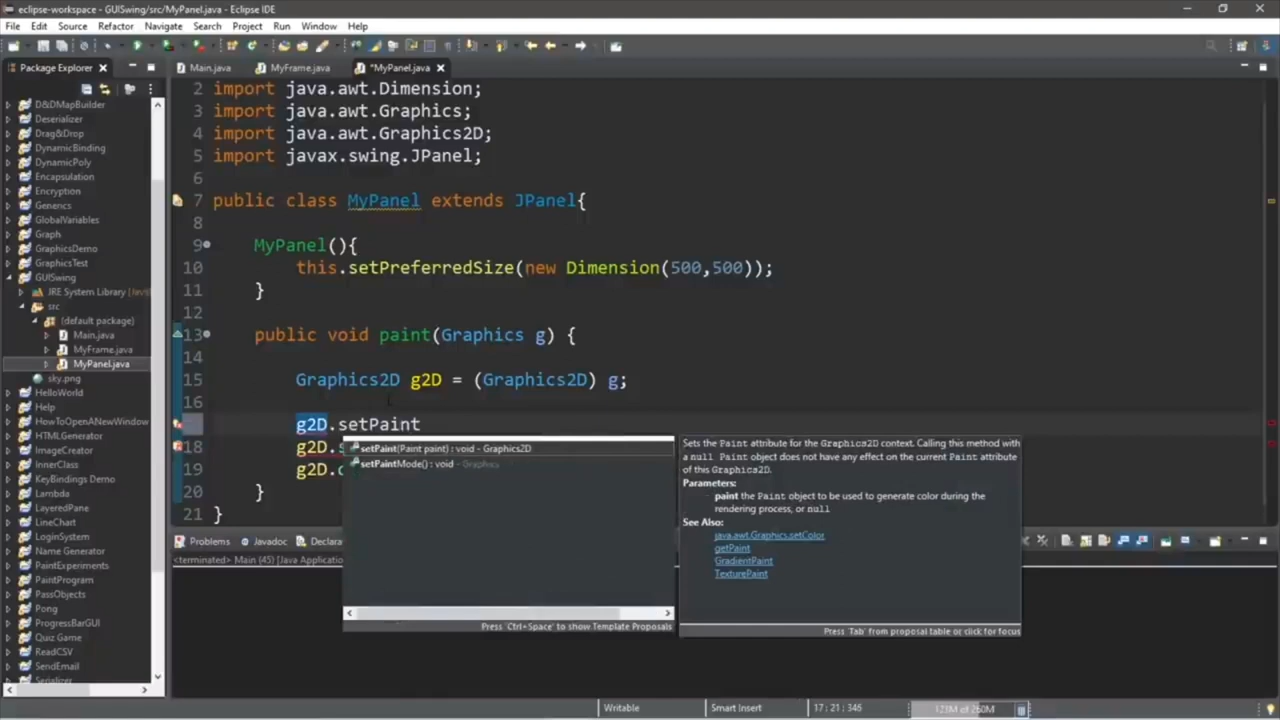 eclipse-workspace - GUISwing/src/MyPanel.java - Eclipse IDE
File Edit Source Refactor Navigate Search Project Run Window Help
Package Explorer
Main.java MyFrame.java *MyPanel.java
D&DMapBuilder
Deserializer
Drag&Drop
DynamicBinding
DynamicPoly
Encapsulation
Encryption
Generics
GlobalVariables
Graph
GraphicsDemo
GraphicsTest
GUISwing
JRE System Library [Java
src
(default package)
Main.java
MyFrame.java
MyPanel.java
sky.png
HelloWorld
Help
HowToOpenANewWindow
HTMLGenerator
ImageCreator
InnerClass
KeyBindings Demo
Lambda
LayeredPane
LineChart
LoginSystem
Name Generator
PaintExperiments
PaintProgram
PassObjects
Pong
ProgressBarGUI
Quiz Game
ReadCSV
SendEmail
Serializer
2 import java.awt.Dimension;
3 import java.awt.Graphics;
4 import java.awt.Graphics2D;
5 import javax.swing.JPanel;
6
7 public class MyPanel extends JPanel{
8
9 MyPanel(){
10 this.setPreferredSize(new Dimension(500,500));
11 }
12
13 public void paint(Graphics g) {
14
15 Graphics2D g2D = (Graphics2D) g;
16
g2D.setPaint
18 g2D.s
19 g2D.
20 }
21 }
setPaint(Paint paint) : void - Graphics2D
setPaintMode() : void - Graphics
Press 'Ctrl+Space' to show Template Proposals
Sets the Paint attribute for the Graphics2D context. Calling this method with
a null Paint object does not have any effect on the current Paint attribute
of this Graphics2D.
Parameters:
paint the Paint object to be used to generate color during the
rendering process, or null
See Also:
java.awt.Graphics.setColor
getPaint
GradientPaint
TexturePaint
Press 'Tab' from proposal table or click for focus
Problems Javadoc Declara
<terminated> Main (45) [Java Applicatio
Writable Smart Insert 17 : 21 : 346 123M of 260M